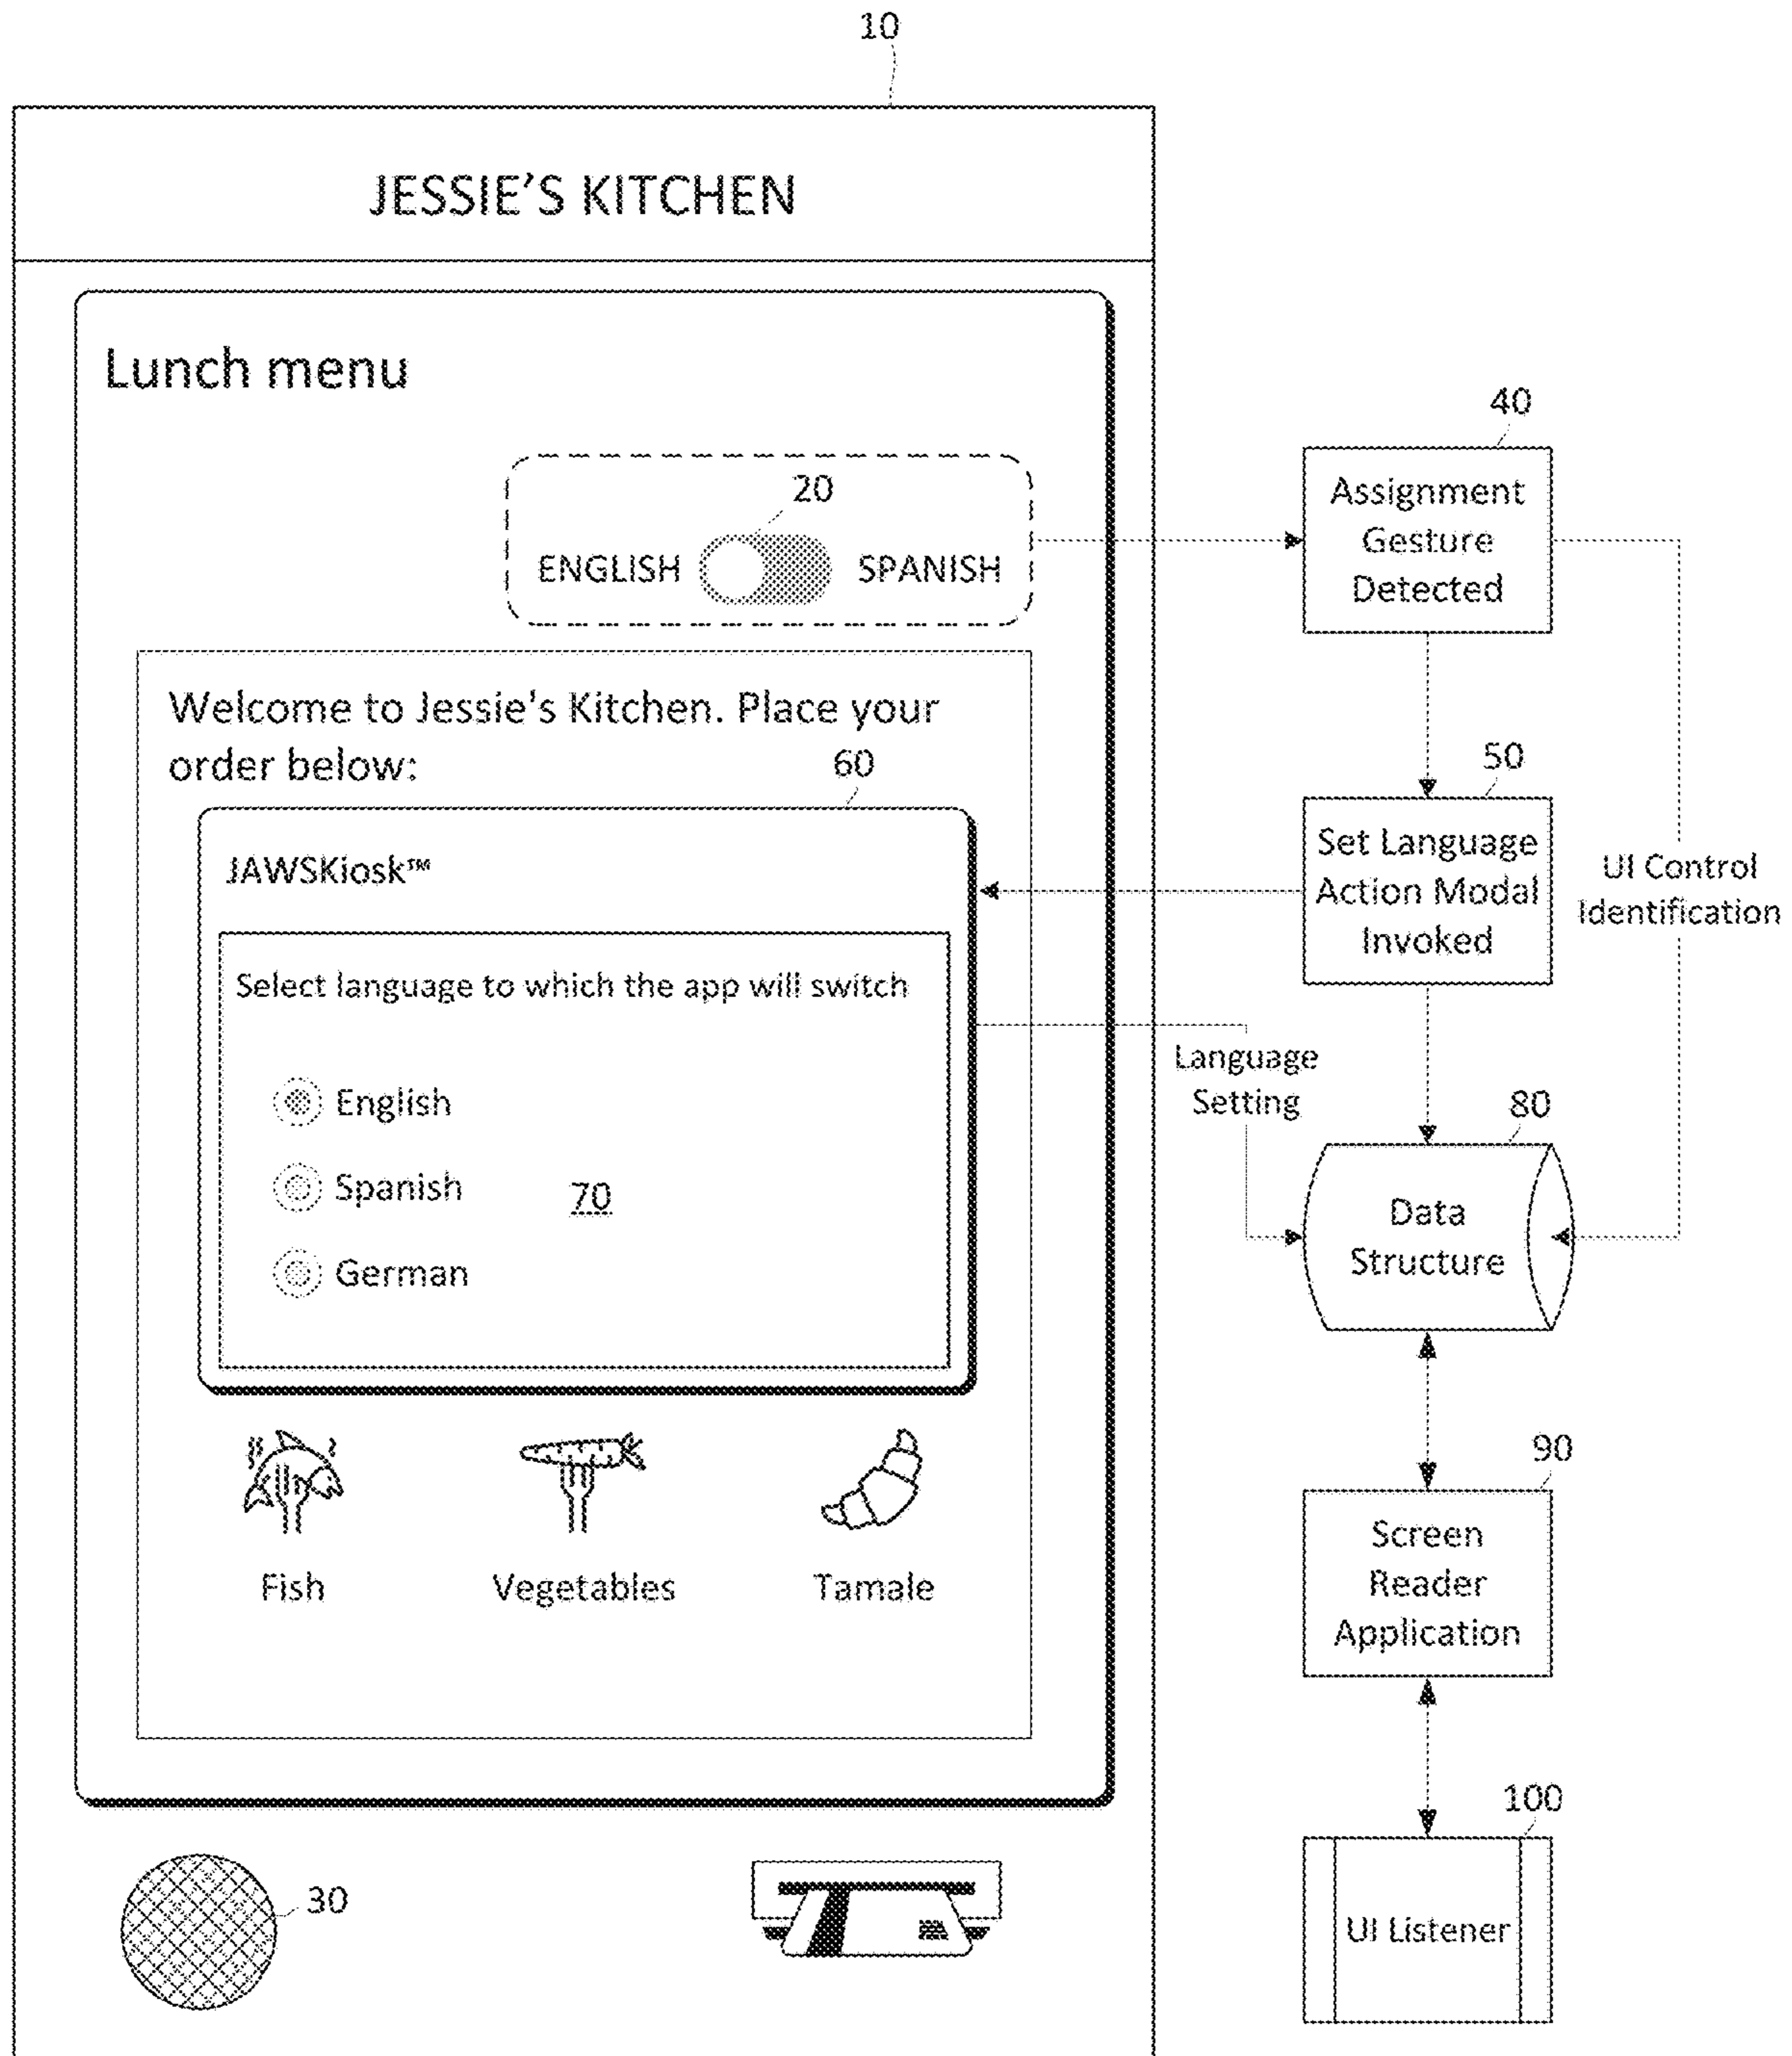 10
JESSIE'S KITCHEN
Lunch menu
20
ENGLISH SPANISH
Welcome to Jessie's Kitchen. Place your
order below:
60
JAWSKiosk™
Select language to which the app will switch
English
Spanish
70
German
Fish
Vegetables
Tamale
30
40
Assignment
Gesture
Detected
50
Set Language
Action Modal
Invoked
UI Control
Identification
Language
Setting
80
Data
Structure
90
Screen
Reader
Application
100
UI Listener